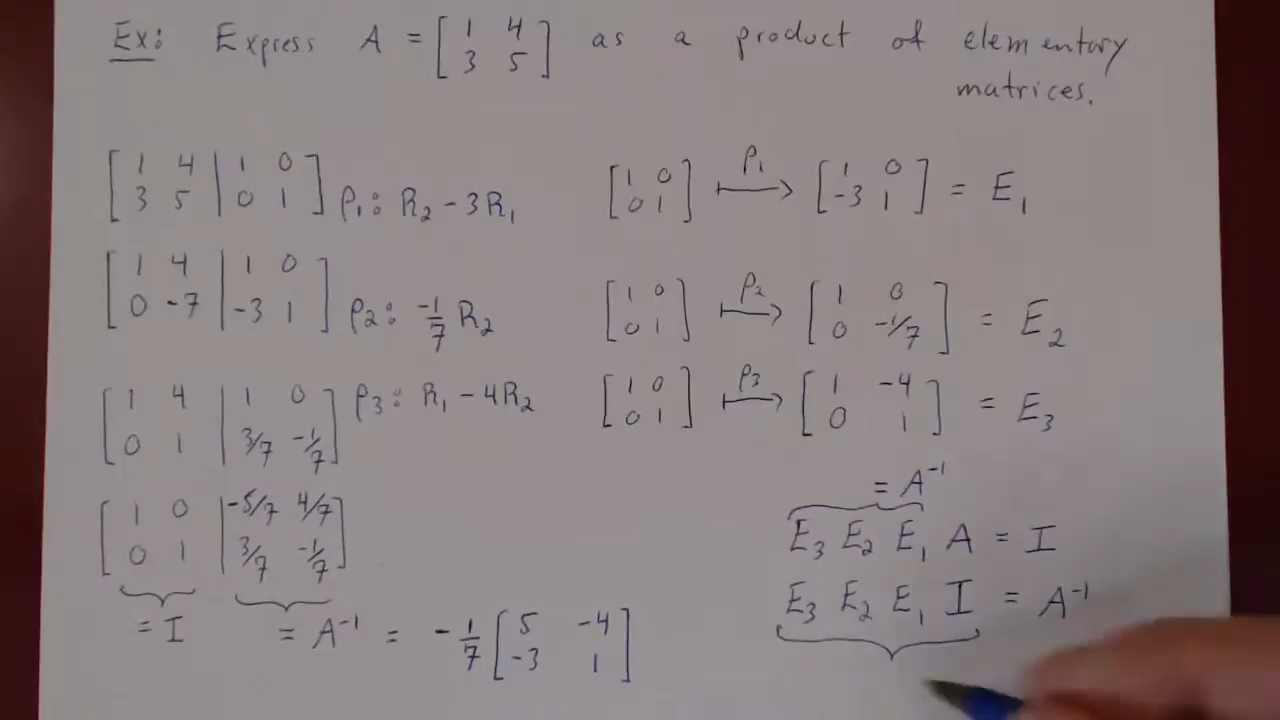 Ex: Express A = [ 1 4 ; 3 5 ] as a product of elementary
matrices.
[ 1 4 | 1 0 ; 3 5 | 0 1 ] ρ1: R2 - 3R1
[ 1 4 | 1 0 ; 0 -7 | -3 1 ] ρ2: -1/7 R2
[ 1 4 | 1 0 ; 0 1 | 3/7 -1/7 ] ρ3: R1 - 4R2
[ 1 0 | -5/7 4/7 ; 0 1 | 3/7 -1/7 ]
= I = A⁻¹ = -1/7 [ 5 -4 ; -3 1 ]
[ 1 0 ; 0 1 ] ρ1 ↦ [ 1 0 ; -3 1 ] = E1
[ 1 0 ; 0 1 ] ρ2 ↦ [ 1 0 ; 0 -1/7 ] = E2
[ 1 0 ; 0 1 ] ρ3 ↦ [ 1 -4 ; 0 1 ] = E3
= A⁻¹
E3 E2 E1 A = I
E3 E2 E1 I = A⁻¹